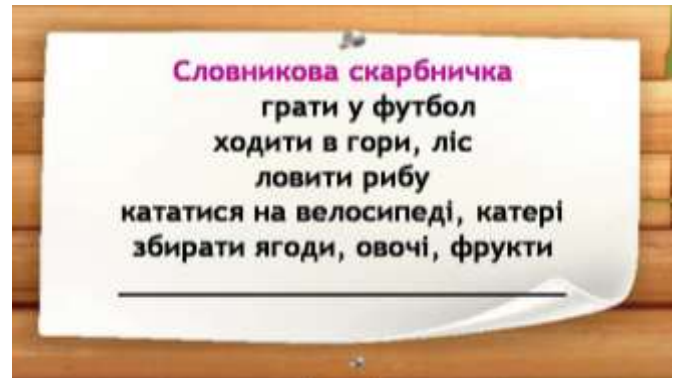 Словникова скарбничка
грати у футбол
ходити в гори, ліс
ловити рибу
кататися на велосипеді, катері
збирати ягоди, овочі, фрукти